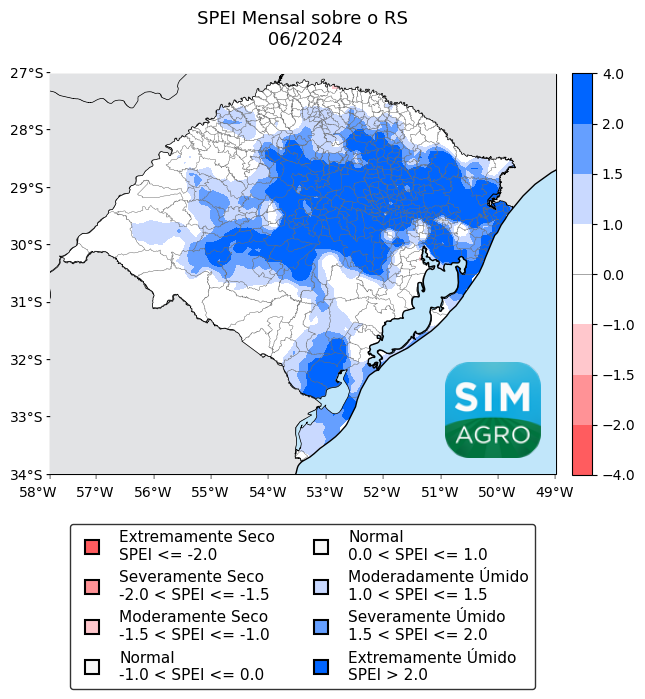 SPEI Mensal sobre o RS
06/2024
27°S
28°S
29°S
30°S
31°S
32°S
33°S
34°S
58°W 57°W 56°W 55°W 54°W 53°W 52°W 51°W 50°W 49°W
4.0
2.0
1.5
1.0
0.0
−1.0
−1.5
−2.0
−4.0
SIM
AGRO
Extremamente Seco
SPEI <= -2.0
Severamente Seco
-2.0 < SPEI <= -1.5
Moderamente Seco
-1.5 < SPEI <= -1.0
Normal
-1.0 < SPEI <= 0.0
Normal
0.0 < SPEI <= 1.0
Moderadamente Úmido
1.0 < SPEI <= 1.5
Severamente Úmido
1.5 < SPEI <= 2.0
Extremamente Úmido
SPEI > 2.0